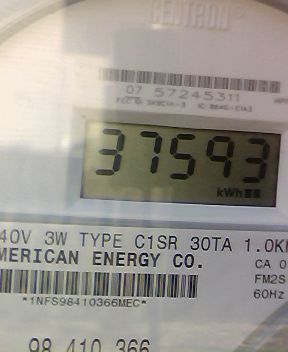 CENTRON®
07 57245311
37593
kWh
40V 3W TYPE C1SR 30TA 1.0K
MERICAN ENERGY CO.
CA 0
FM2S
60Hz
*1NFS98410366MEC*
98 410 366